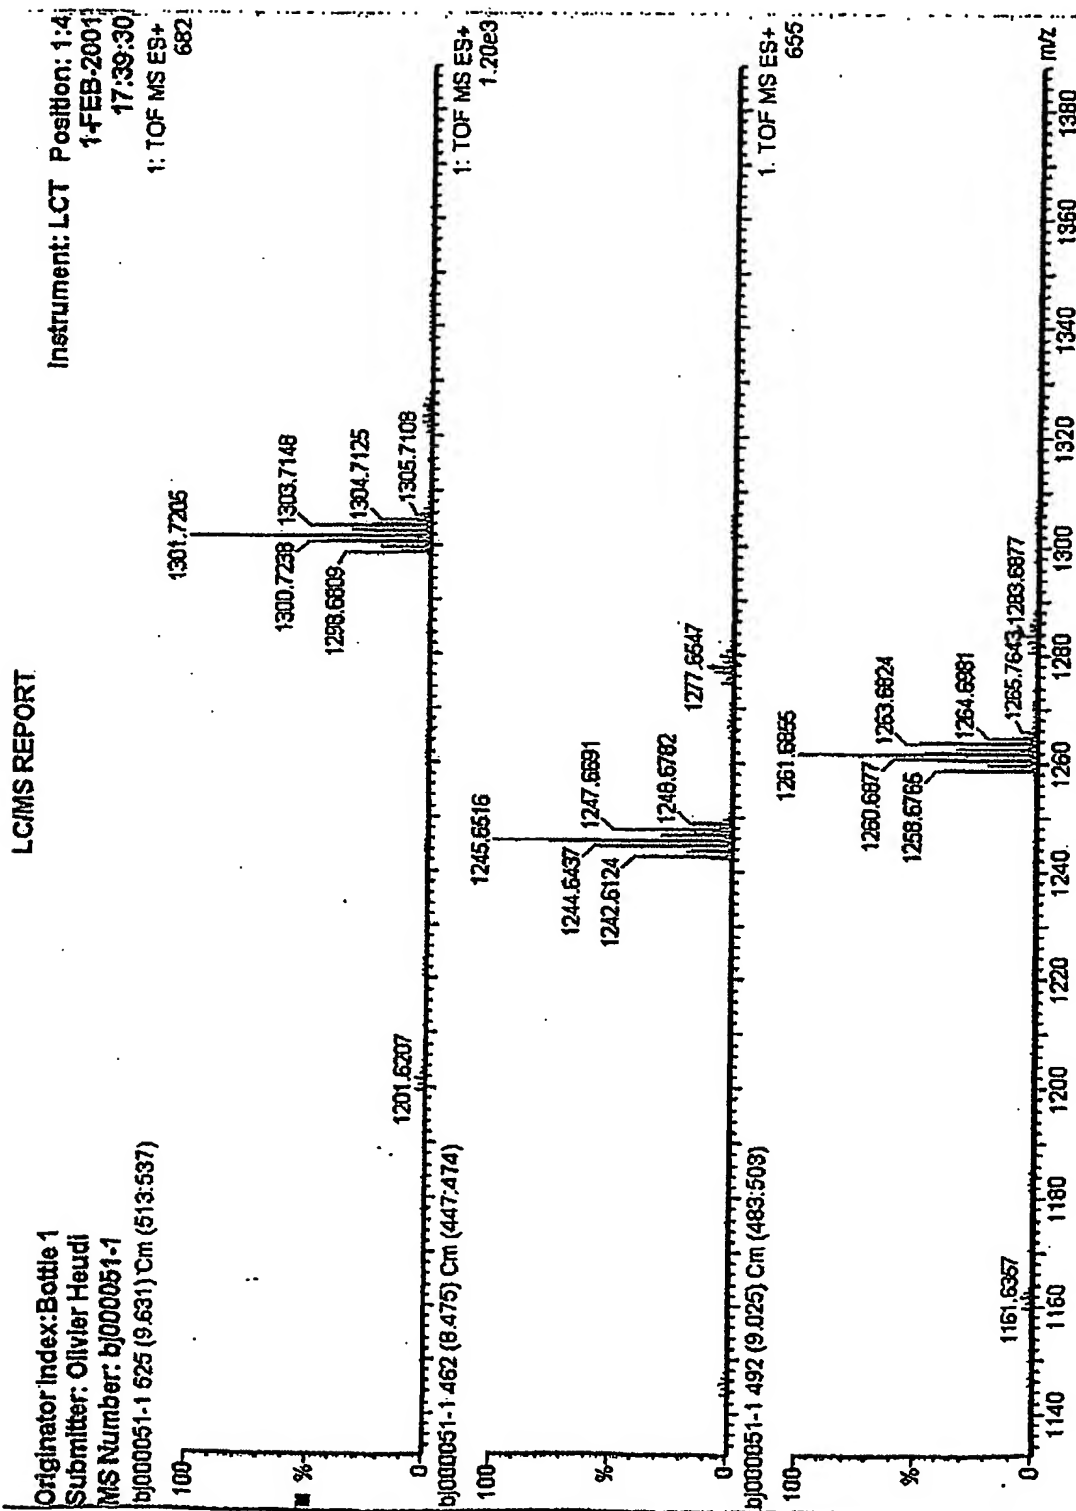 LC/MS REPORT
Originator Index:Bottle 1
Instrument: LCT Position: 1:4
Submitter: Olivier Heudi
1-FEB-2001
MS Number: bj000051-1
17:39:30
bj000051-1 525 (9.631) Cm (513:537)
1: TOF MS ES+
682
100
%
0
1201.6207
1298.6809
1300.7238
1301.7205
1303.7148
1304.7125
1305.7108
bj000051-1 462 (8.475) Cm (447:474)
1: TOF MS ES+
1.20e3
100
%
0
1242.6124
1244.6437
1245.6516
1247.6691
1248.6782
1277.6547
bj000051-1 492 (9.025) Cm (483:503)
1: TOF MS ES+
655
100
%
0
1161.6357
1258.6765
1260.6877
1261.6855
1263.6824
1264.6981
1265.7643
1283.6877
m/z
1140 1160 1180 1200 1220 1240 1260 1280 1300 1320 1340 1360 1380